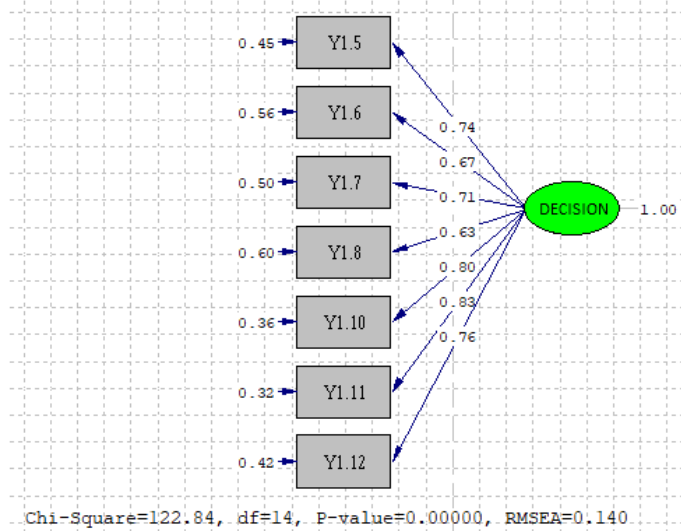 0.45 Y1.5
0.56 Y1.6
0.50 Y1.7
0.60 Y1.8
0.36 Y1.10
0.32 Y1.11
0.42 Y1.12
0.74
0.67
0.71
0.63
0.80
0.83
0.76
DECISION 1.00
Chi-Square=122.84, df=14, P-value=0.00000, RMSEA=0.140